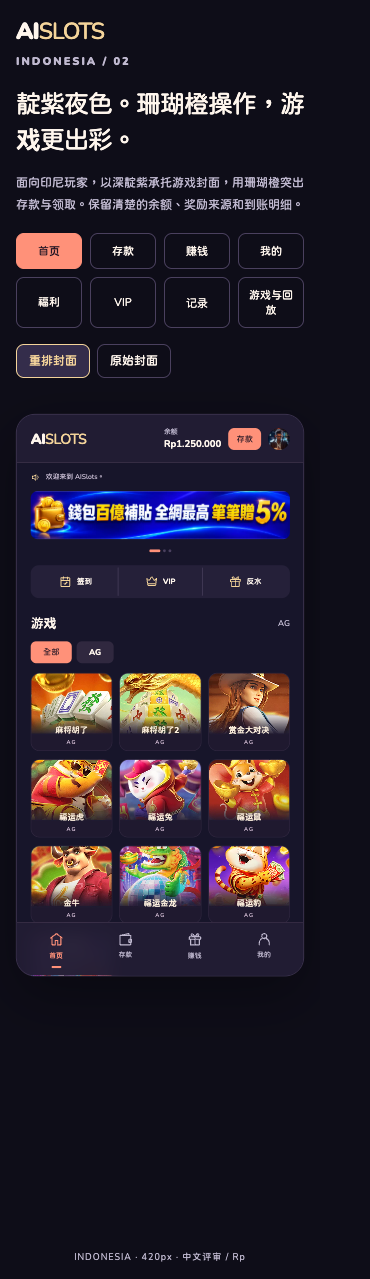 AISLOTS
INDONESIA / 02
靛紫夜色。珊瑚橙操作，游
戏更出彩。
面向印尼玩家，以深靛紫承托游戏封面，用珊瑚橙突出
存款与领取。保留清楚的余额、奖励来源和到账明细。
首页 存款 赚钱 我的
福利 VIP 记录 游戏与回
放
重排封面 原始封面
AISLOTS
余额
Rp1.250.000
存款
欢迎来到 AISlots。
錢包百億補貼 全網最高 筆筆贈5%
签到 VIP 反水
游戏 AG
全部 AG
麻将胡了 麻将胡了2 赏金大对决
AG AG AG
福运虎 福运兔 福运鼠
AG AG AG
金牛 福运金龙 福运豹
AG AG AG
首页 存款 赚钱 我的
INDONESIA · 420px · 中文评审 / Rp